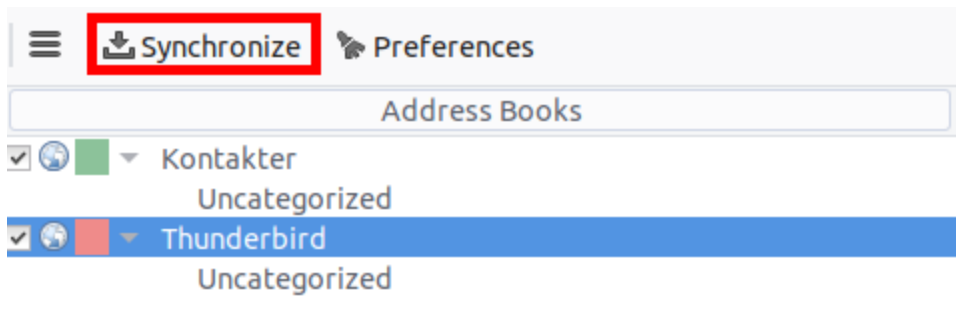 Synchronize Preferences
Address Books
Kontakter
Uncategorized
Thunderbird
Uncategorized